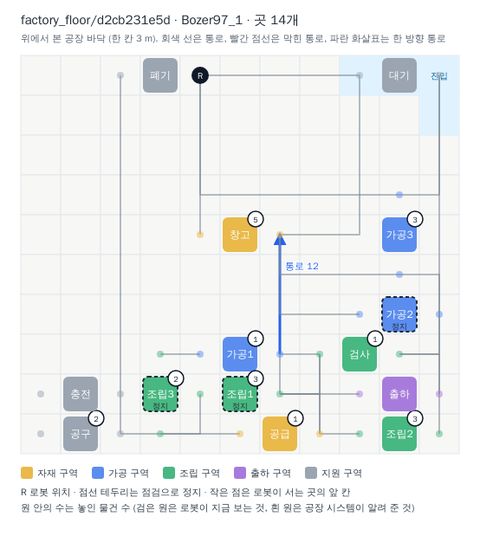 factory_floor/d2cb231e5d · Bozer97_1 · 곳 14개
위에서 본 공장 바닥 (한 칸 3 m). 회색 선은 통로, 빨간 점선은 막힌 통로, 파란 화살표는 한 방향 통로
폐기
R
대기
창고
5
가공3
3
통로 12
가공2
정지
가공1
1
검사
1
충전
조립3
2
정지
조립1
3
정지
출하
공구
2
공급
1
조립2
3
자재 구역
가공 구역
조립 구역
출하 구역
지원 구역
R 로봇 위치 · 점선 테두리는 점검으로 정지 · 작은 점은 로봇이 서는 곳의 앞 칸
원 안의 수는 놓인 물건 수 (검은 원은 로봇이 지금 보는 것, 흰 원은 공장 시스템이 알려 준 것)